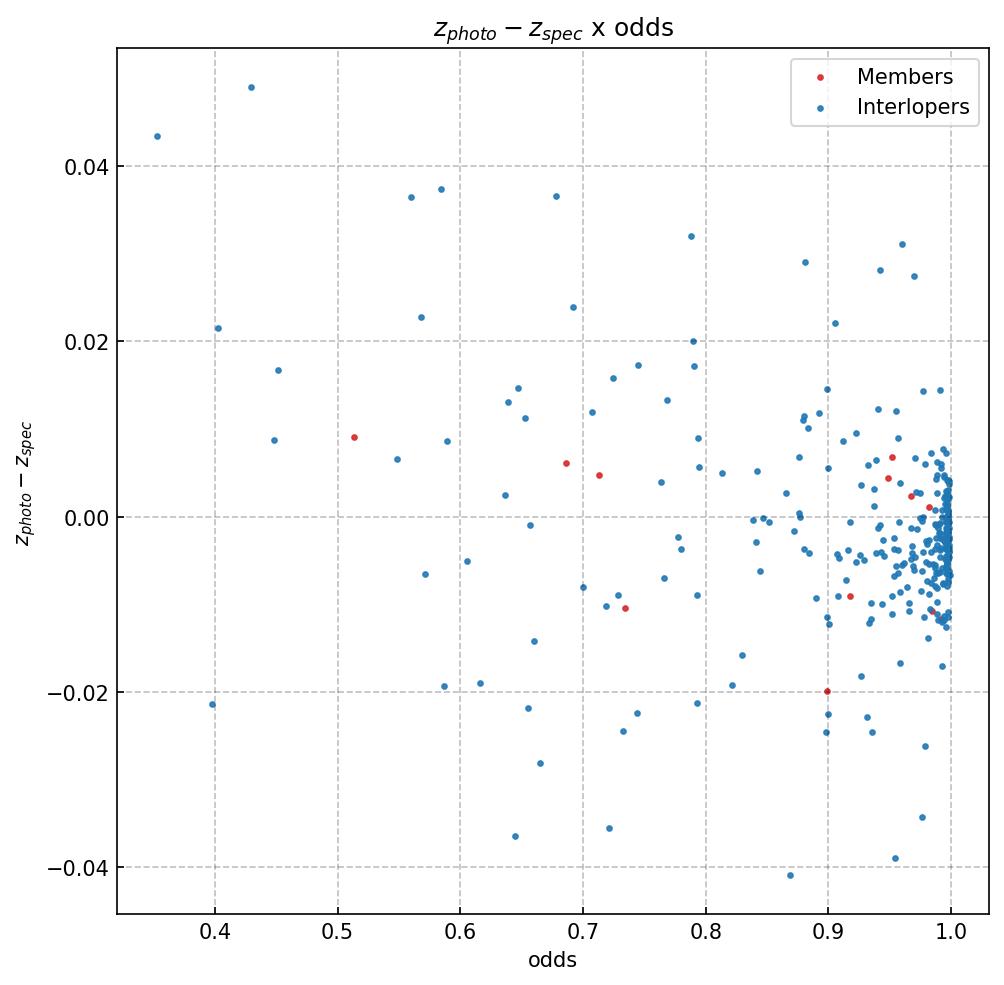 z_photo − z_spec x odds
Members
Interlopers
z_photo − z_spec
0.04
0.02
0.00
−0.02
−0.04
0.4 0.5 0.6 0.7 0.8 0.9 1.0
odds